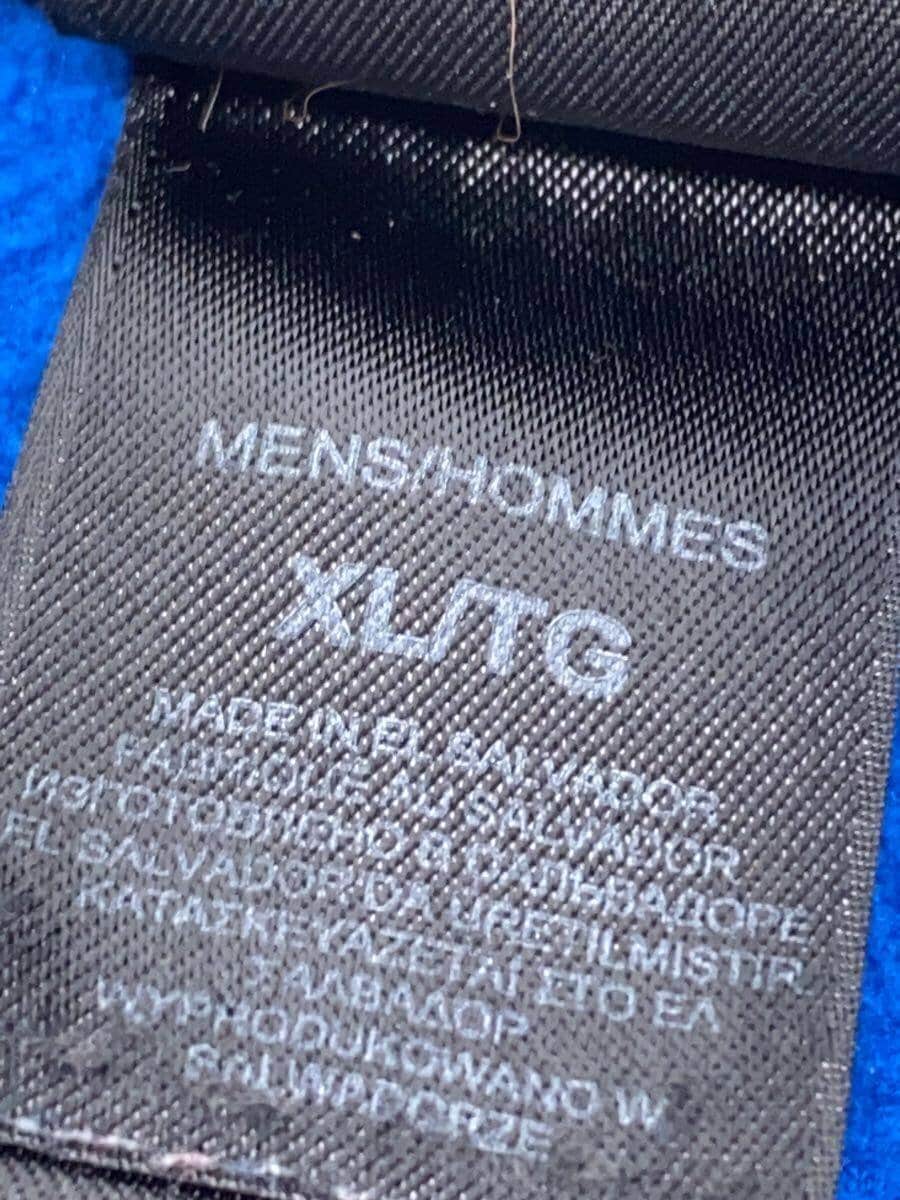 MENS/HOMMES
XL/TG
MADE IN EL SALVADOR
FABRIQUÉ AU SALVADOR
ИЗГОТОВЛЕНО В САЛЬВАДОРЕ
EL SALVADOR'DA URETILMISTIR
ΚΑΤΑΣΚΕΥΑΖΕΤΑΙ ΣΤΟ ΕΛ
ΣΑΛΒΑΔΟΡ
WYPRODUKOWANO W
SALWADORZE